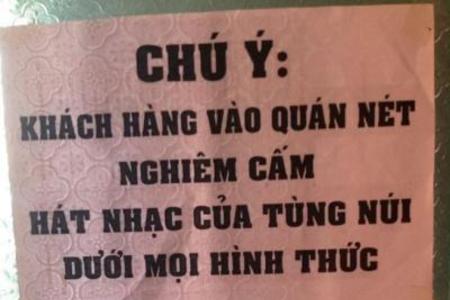 CHÚ Ý:
KHÁCH HÀNG VÀO QUÁN NÉT
NGHIÊM CẤM
HÁT NHẠC CỦA TÙNG NÚI
DƯỚI MỌI HÌNH THỨC